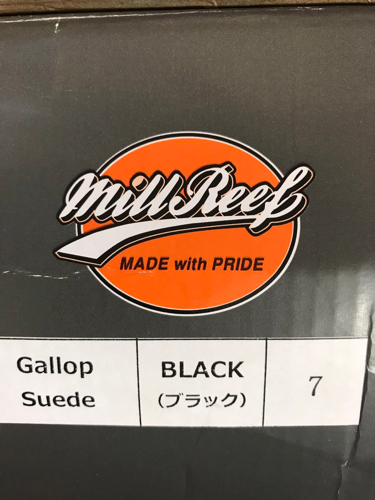 Mill Reef
MADE with PRIDE
Gallop
Suede
BLACK
(ブラック)
7